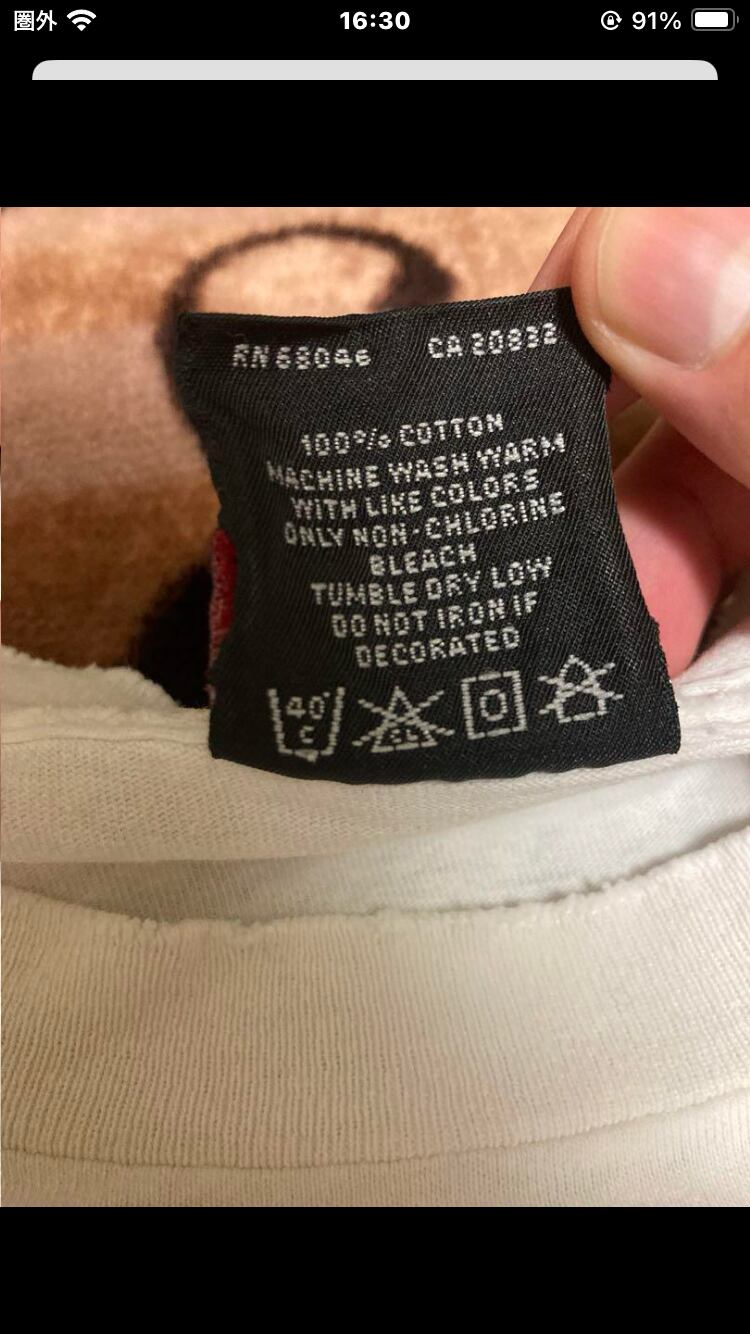 圏外 16:30 91%
RN 68046 CA 20832
100% COTTON
MACHINE WASH WARM
WITH LIKE COLORS
ONLY NON-CHLORINE
BLEACH
TUMBLE DRY LOW
DO NOT IRON IF
DECORATED
40°
C CL